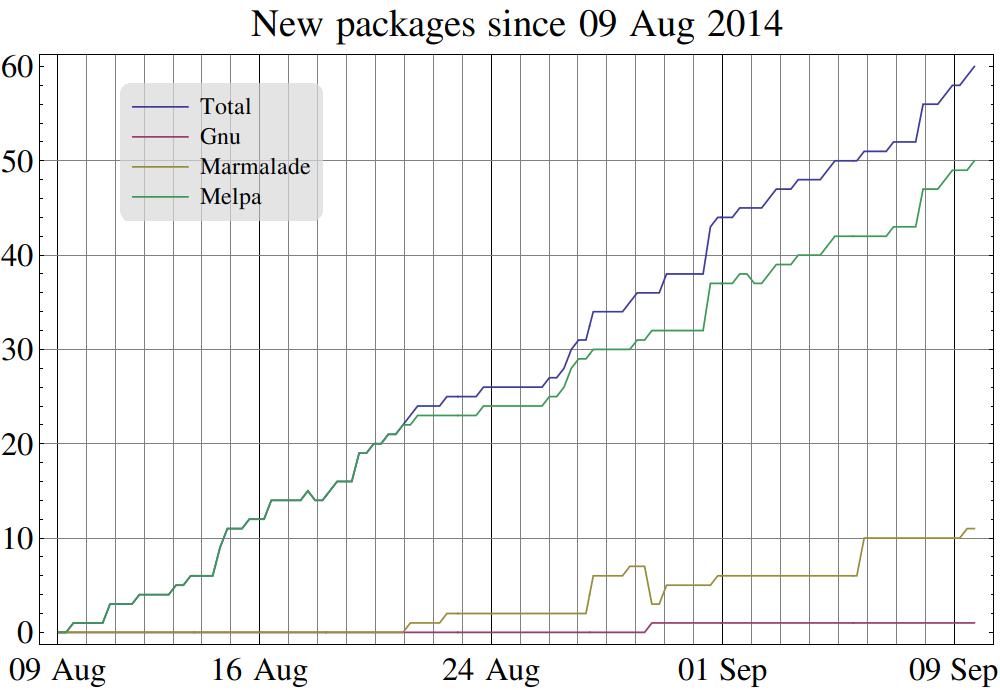 New packages since 09 Aug 2014
60
Total
Gnu
Marmalade
Melpa
50
40
30
20
10
0
09 Aug 16 Aug 24 Aug 01 Sep 09 Sep